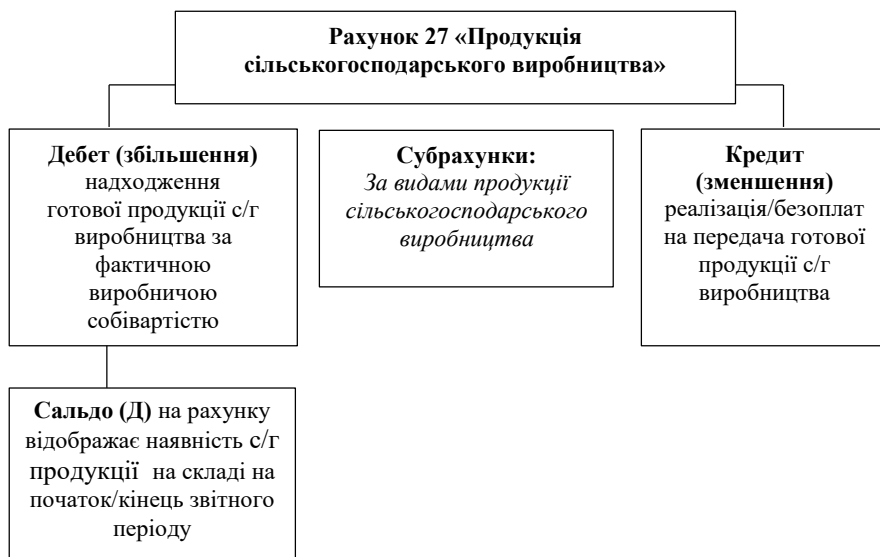 Рахунок 27 «Продукція
сільськогосподарського виробництва»
Дебет (збільшення)
надходження
готової продукції с/г
виробництва за
фактичною
виробничою
собівартістю
Субрахунки:
За видами продукції
сільськогосподарського
виробництва
Кредит
(зменшення)
реалізація/безоплат
на передача готової
продукції с/г
виробництва
Сальдо (Д) на рахунку
відображає наявність с/г
продукції на складі на
початок/кінець звітного
періоду